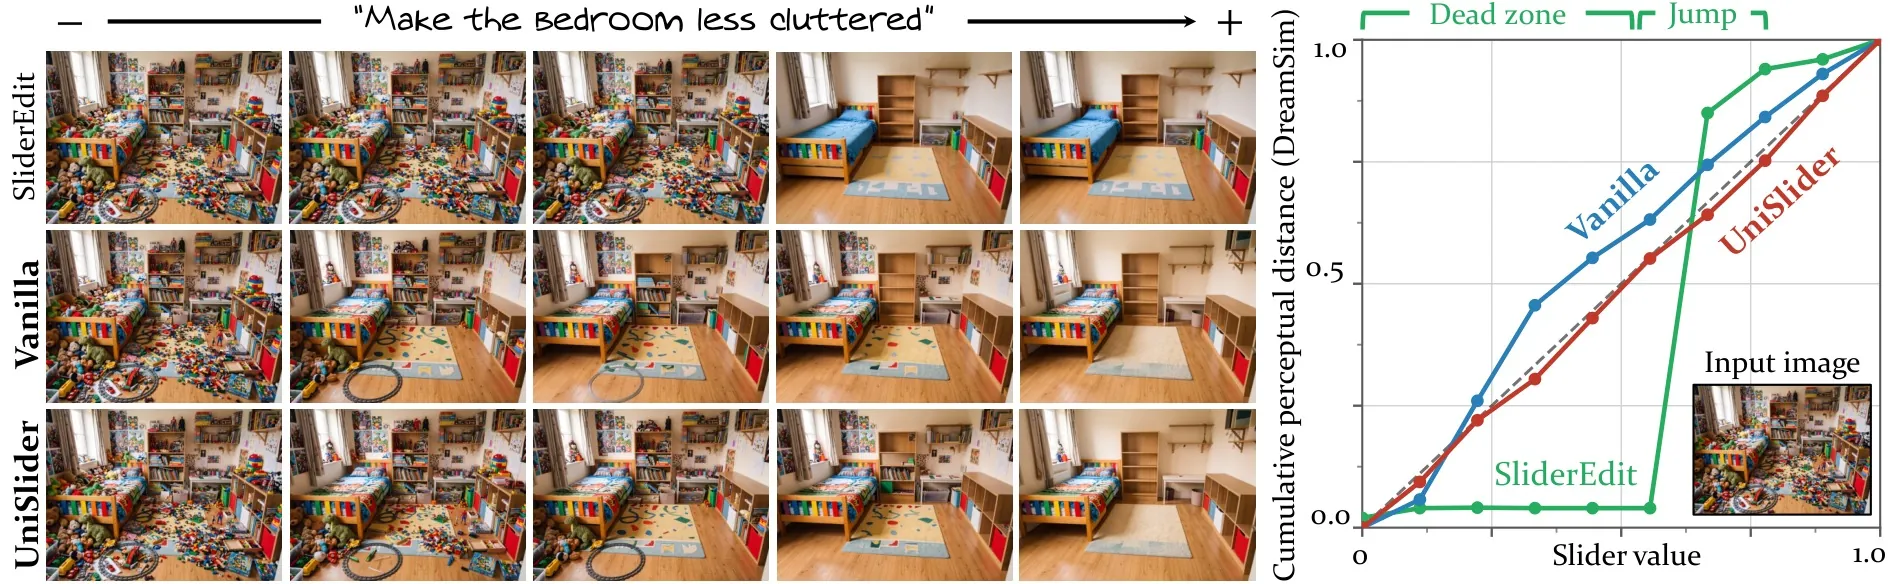 − "Make the Bedroom less cluttered" +
SliderEdit
Vanilla
UniSlider
Dead zone
Jump
Cumulative perceptual distance (DreamSim)
1.0
0.5
0.0
Vanilla
UniSlider
SliderEdit
Input image
0
Slider value
1.0